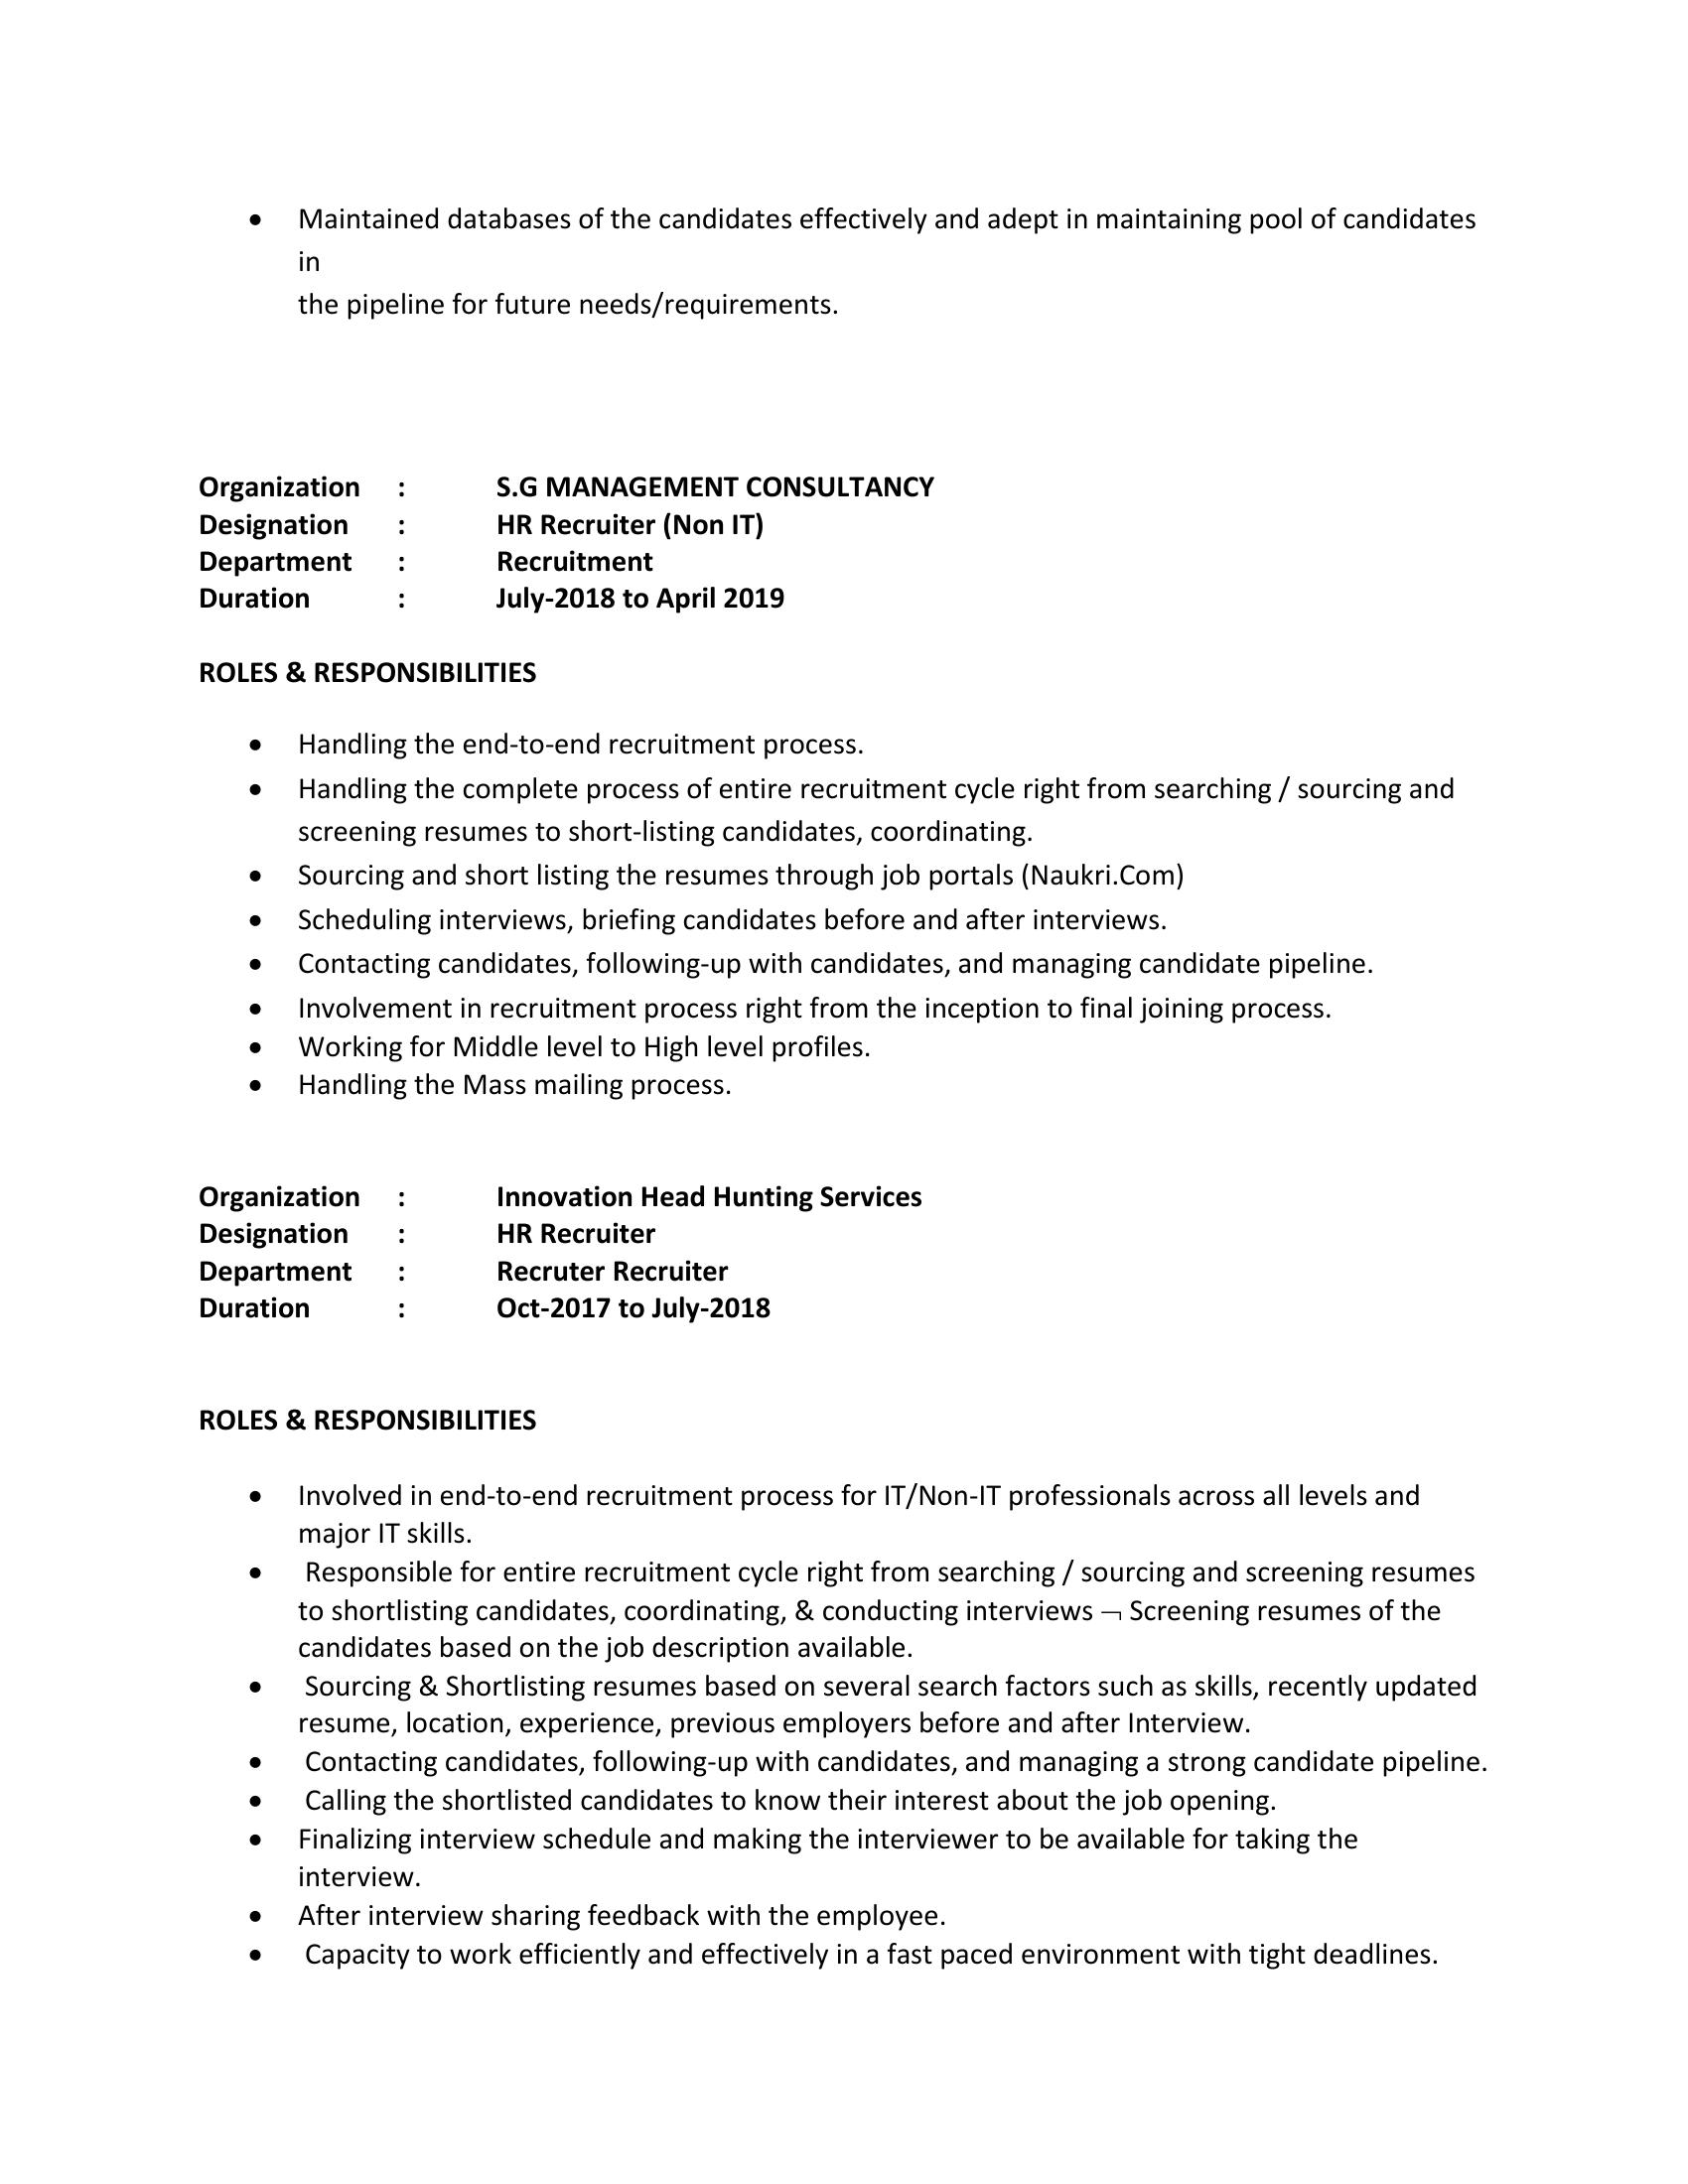 • Maintained databases of the candidates effectively and adept in maintaining pool of candidates
in
the pipeline for future needs/requirements.
Organization : S.G MANAGEMENT CONSULTANCY
Designation : HR Recruiter (Non IT)
Department : Recruitment
Duration : July-2018 to April 2019
ROLES & RESPONSIBILITIES
• Handling the end-to-end recruitment process.
• Handling the complete process of entire recruitment cycle right from searching / sourcing and
screening resumes to short-listing candidates, coordinating.
• Sourcing and short listing the resumes through job portals (Naukri.Com)
• Scheduling interviews, briefing candidates before and after interviews.
• Contacting candidates, following-up with candidates, and managing candidate pipeline.
• Involvement in recruitment process right from the inception to final joining process.
• Working for Middle level to High level profiles.
• Handling the Mass mailing process.
Organization : Innovation Head Hunting Services
Designation : HR Recruiter
Department : Recruter Recruiter
Duration : Oct-2017 to July-2018
ROLES & RESPONSIBILITIES
• Involved in end-to-end recruitment process for IT/Non-IT professionals across all levels and
major IT skills.
• Responsible for entire recruitment cycle right from searching / sourcing and screening resumes
to shortlisting candidates, coordinating, & conducting interviews ¬ Screening resumes of the
candidates based on the job description available.
• Sourcing & Shortlisting resumes based on several search factors such as skills, recently updated
resume, location, experience, previous employers before and after Interview.
• Contacting candidates, following-up with candidates, and managing a strong candidate pipeline.
• Calling the shortlisted candidates to know their interest about the job opening.
• Finalizing interview schedule and making the interviewer to be available for taking the
interview.
• After interview sharing feedback with the employee.
• Capacity to work efficiently and effectively in a fast paced environment with tight deadlines.